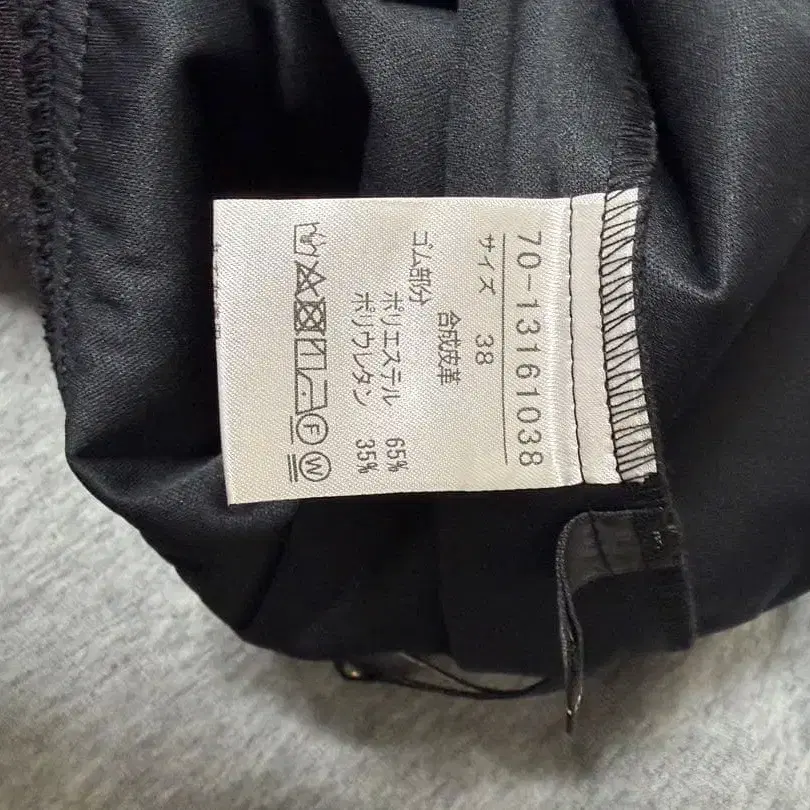 70-13161038
サイズ 38
合成皮革
ゴム部分
ポリエステル 65%
ポリウレタン 35%
F W